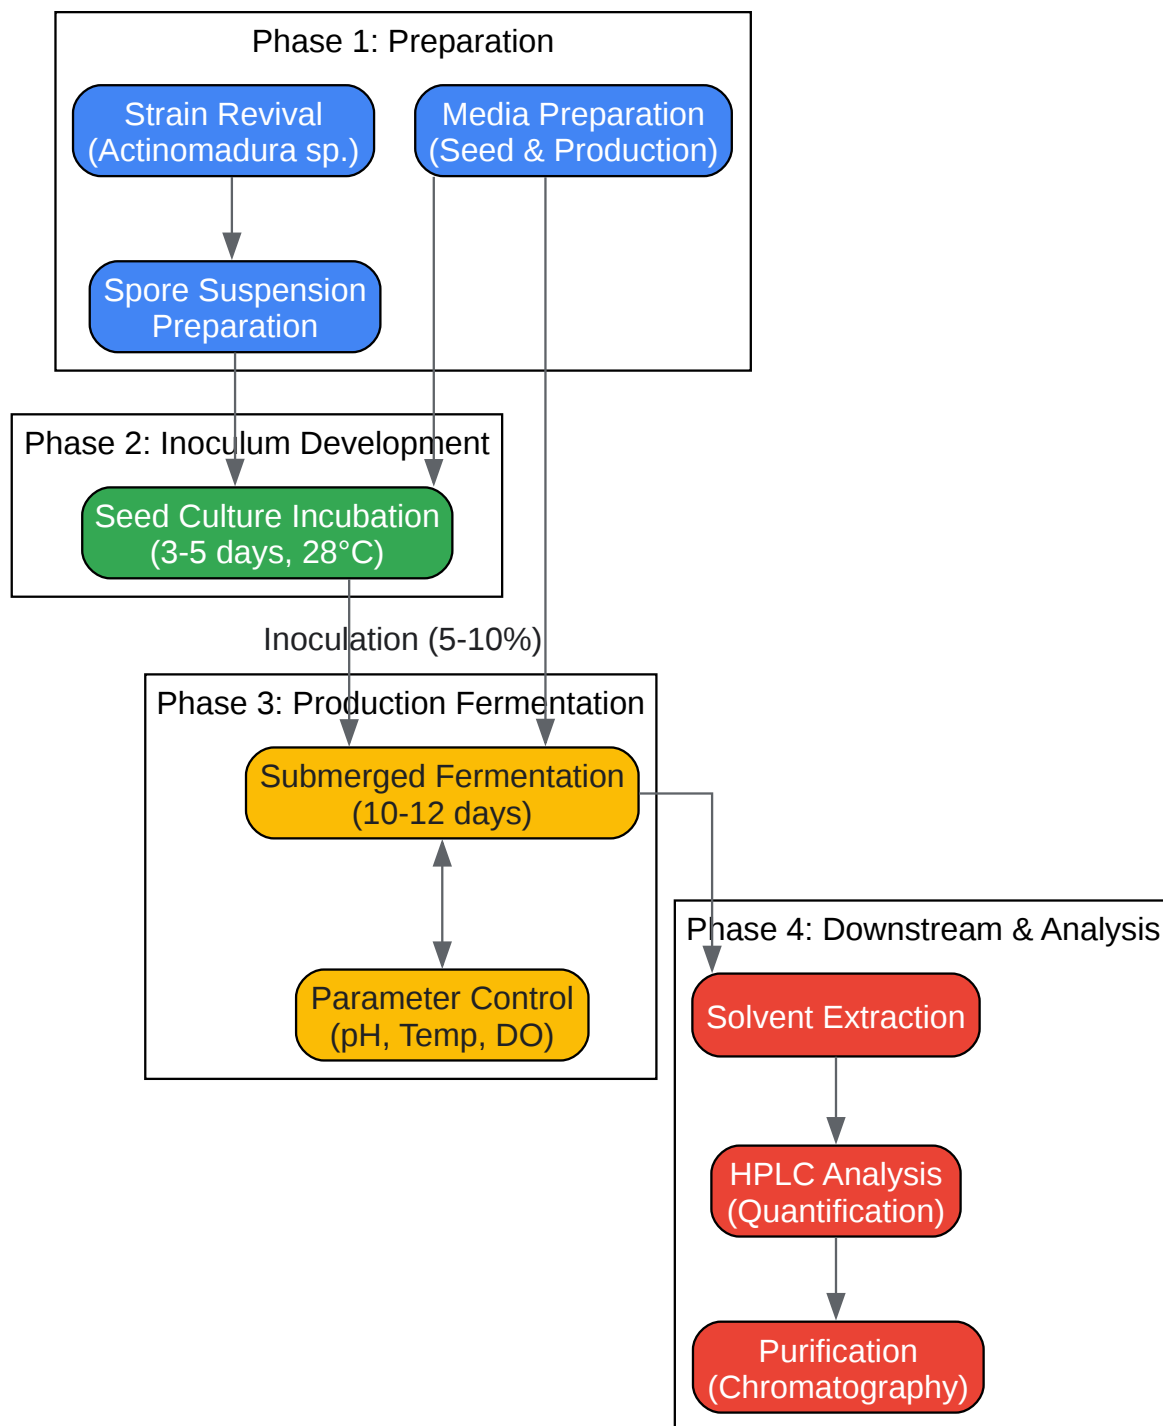 Phase 1: Preparation
Strain Revival
(Actinomadura sp.)
Media Preparation
(Seed & Production)
Spore Suspension
Preparation
Phase 2: Inoculum Development
Seed Culture Incubation
(3-5 days, 28°C)
Inoculation (5-10%)
Phase 3: Production Fermentation
Submerged Fermentation
(10-12 days)
Parameter Control
(pH, Temp, DO)
Phase 4: Downstream & Analysis
Solvent Extraction
HPLC Analysis
(Quantification)
Purification
(Chromatography)